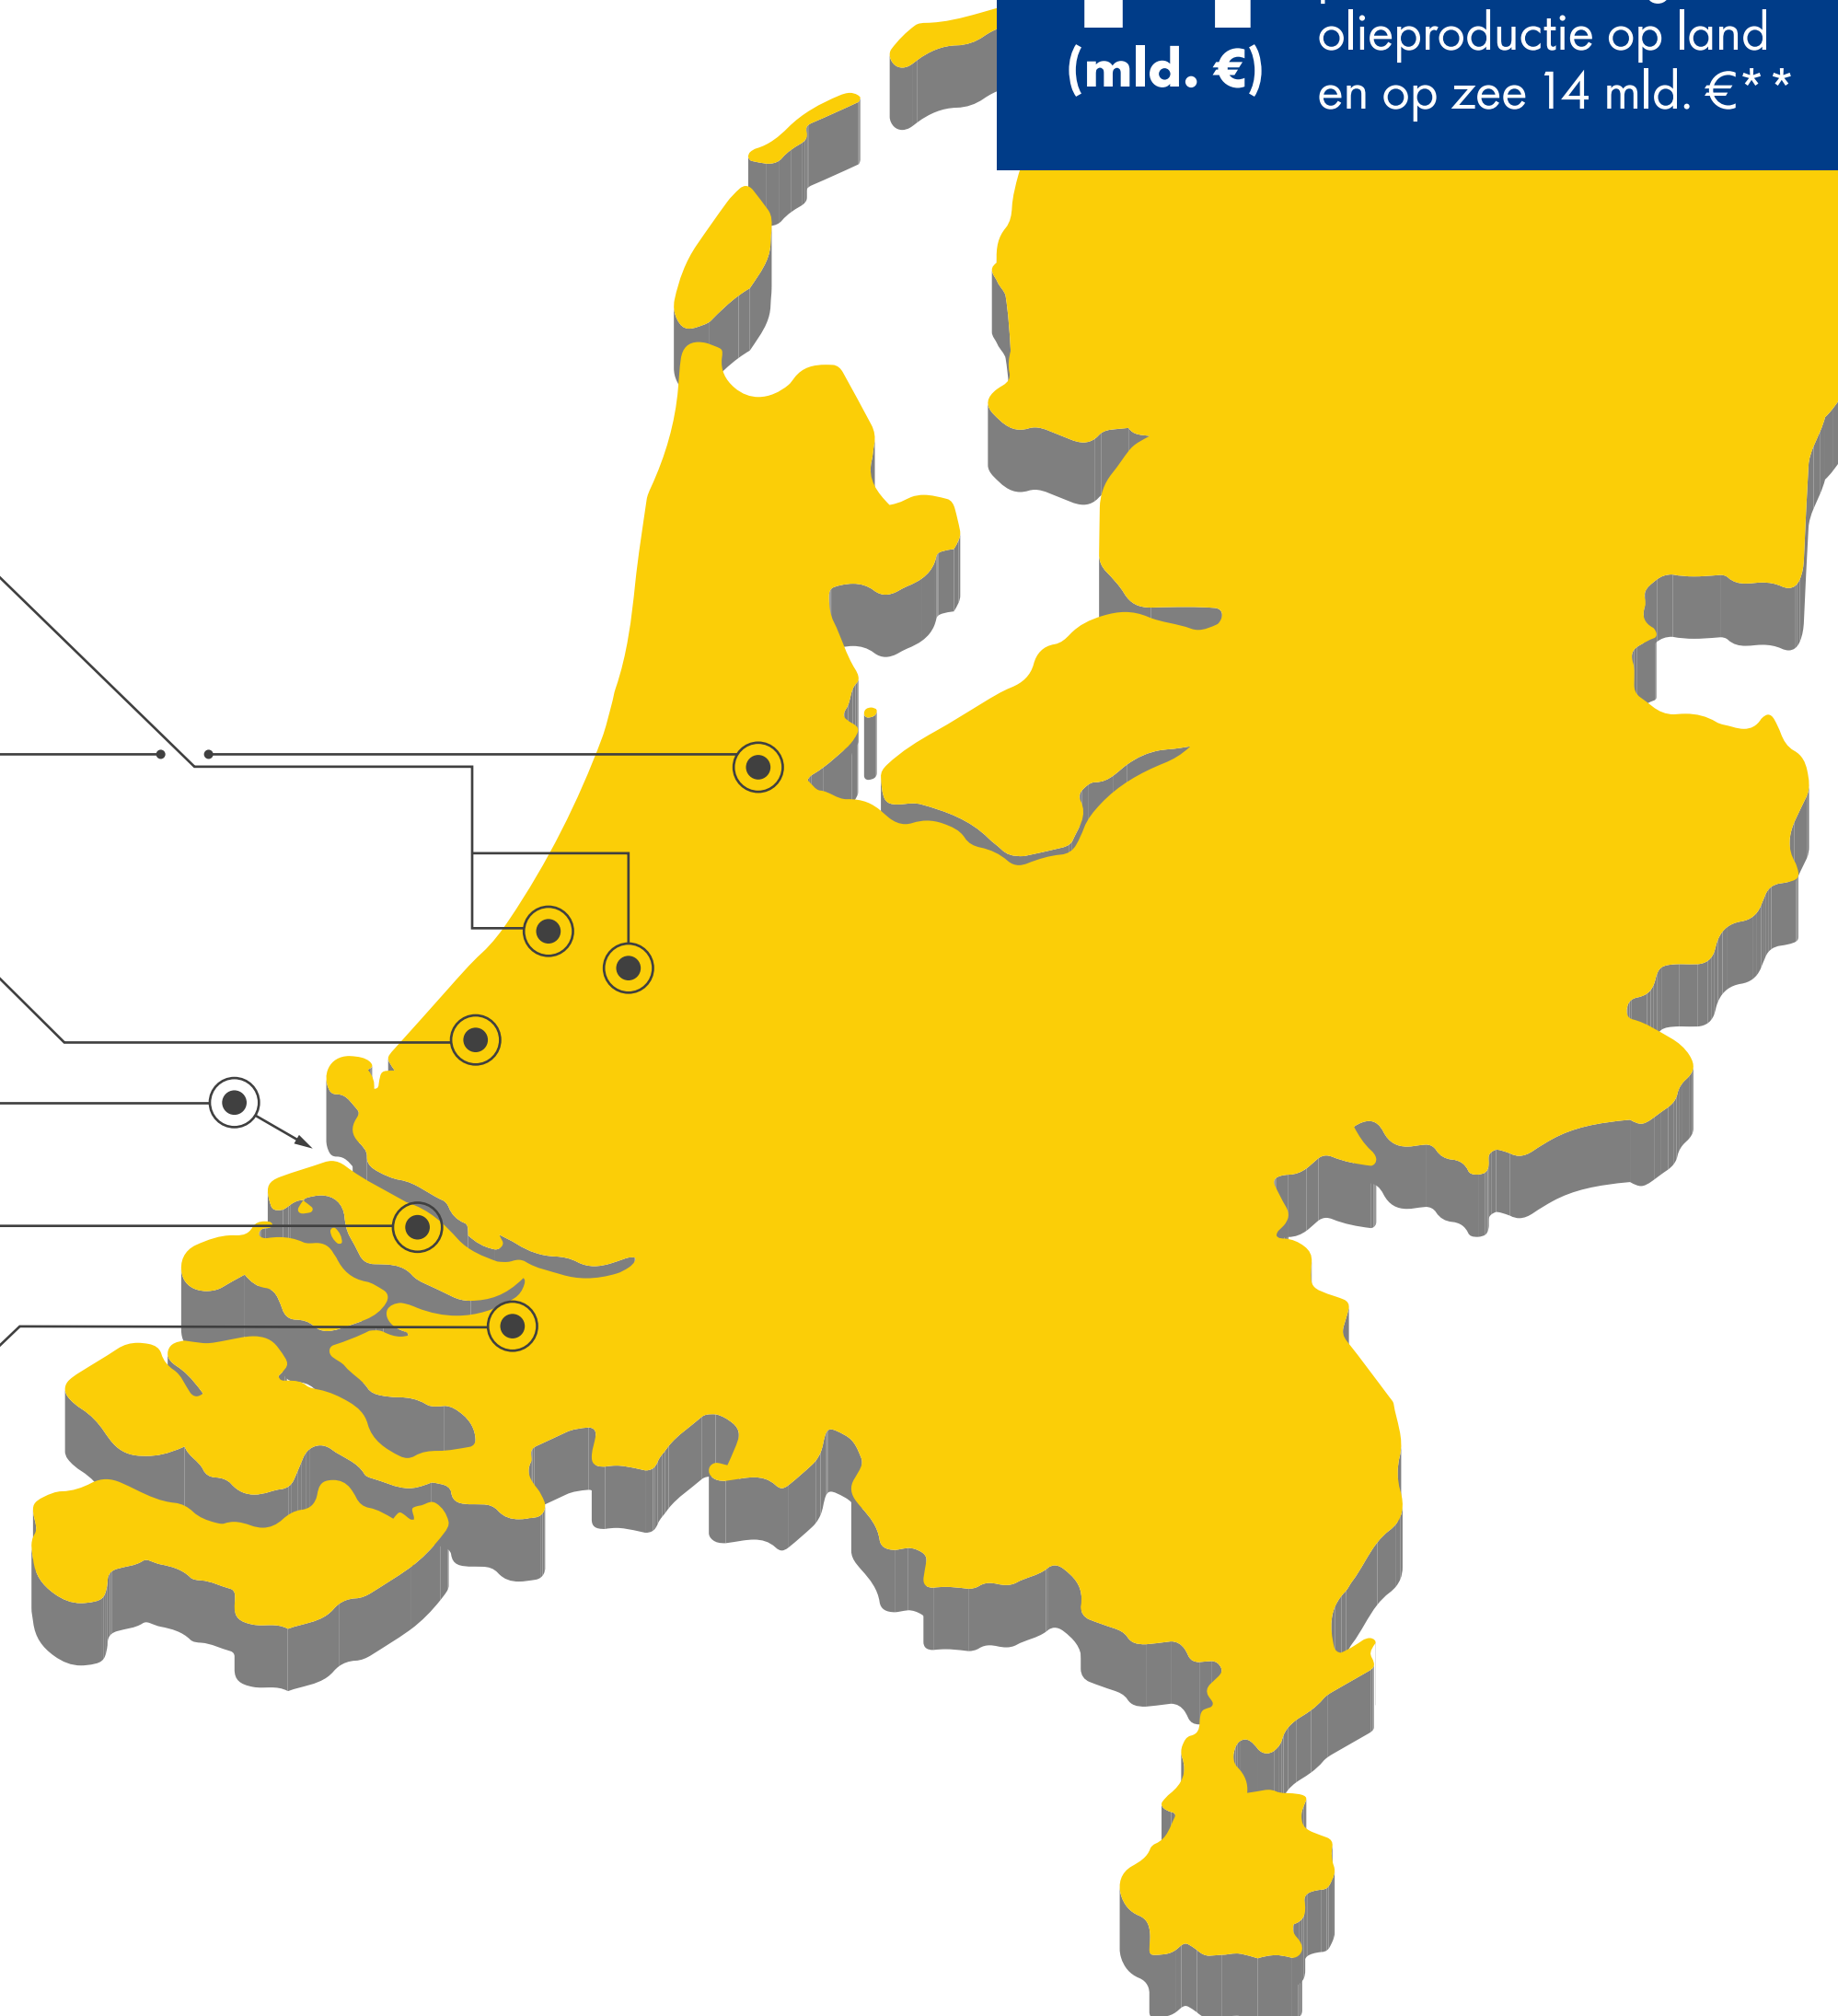 (mld. €)
olieproductie op land
en op zee 14 mld. €**